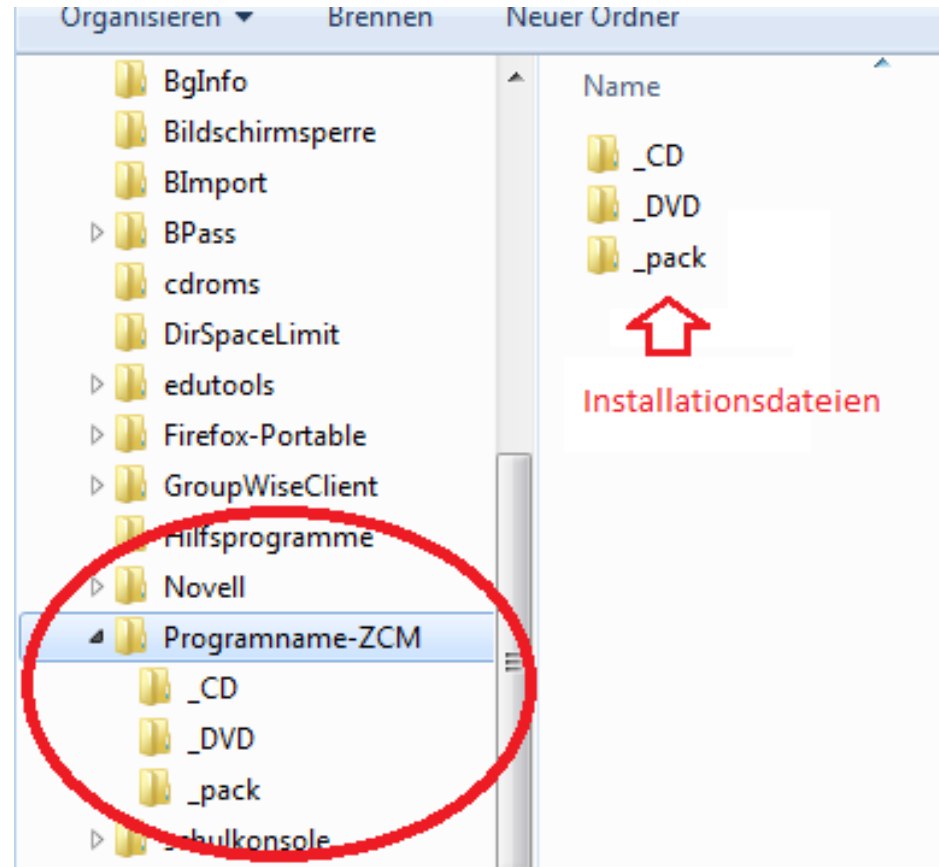 Organisieren Brennen Neuer Ordner
BgInfo
Bildschirmsperre
BImport
BPass
cdroms
DirSpaceLimit
edutools
Firefox-Portable
GroupWiseClient
Hilfsprogramme
Novell
Programname-ZCM
_CD
_DVD
_pack
schulkonsole
Name
_CD
_DVD
_pack
Installationsdateien